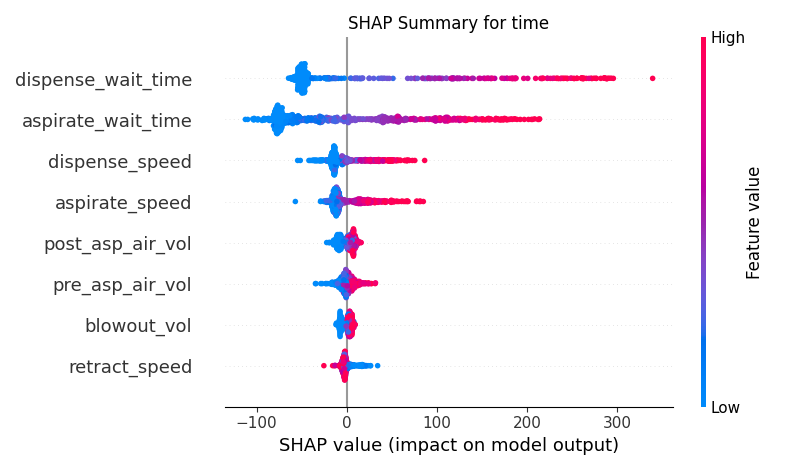 SHAP Summary for time
High
dispense_wait_time
aspirate_wait_time
dispense_speed
aspirate_speed
post_asp_air_vol
pre_asp_air_vol
blowout_vol
retract_speed
Feature value
Low
−100 0 100 200 300
SHAP value (impact on model output)